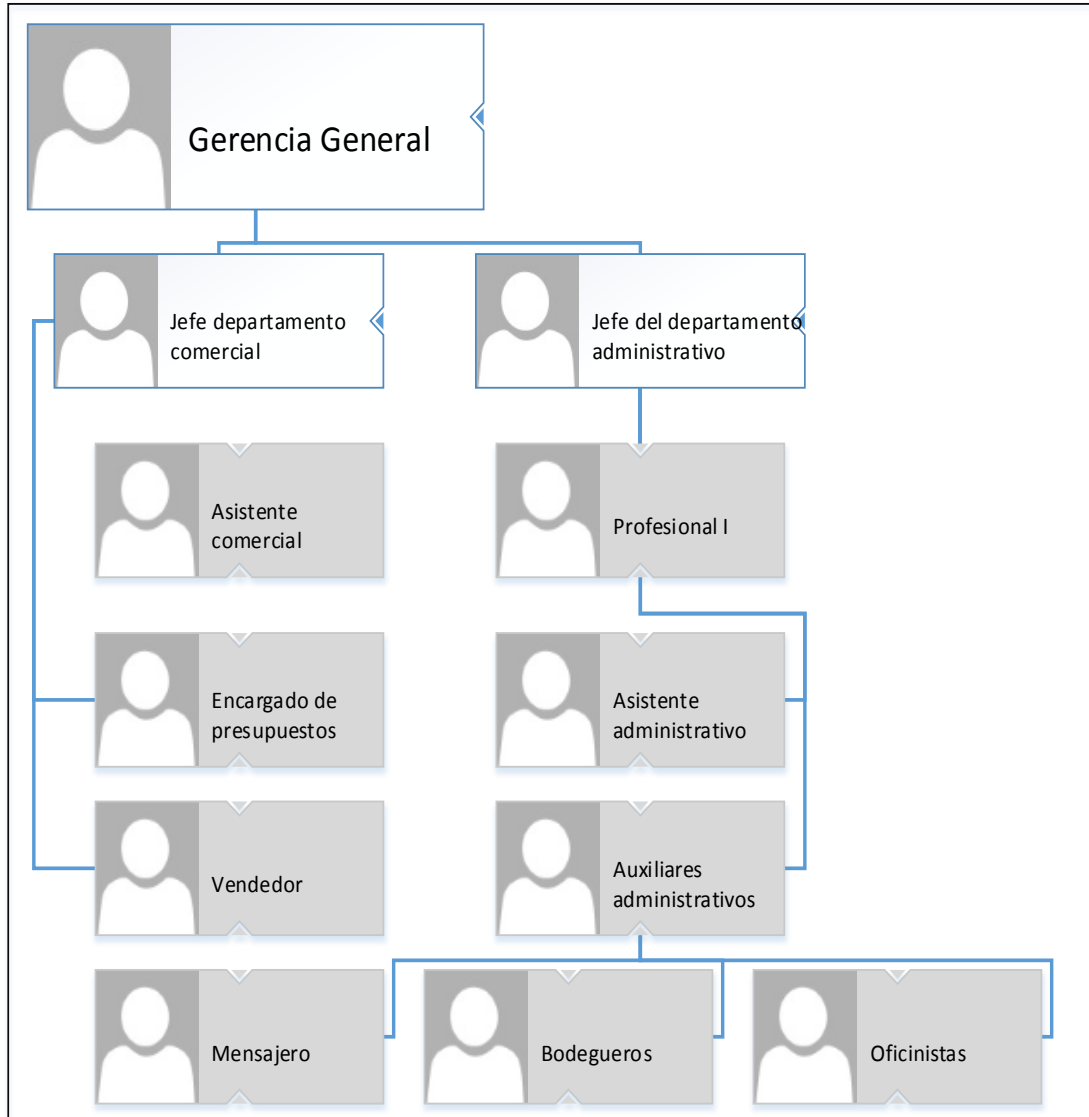 Gerencia General
Jefe departamento
comercial
Jefe del departamento
administrativo
Asistente
comercial
Profesional I
Encargado de
presupuestos
Asistente
administrativo
Vendedor
Auxiliares
administrativos
Mensajero
Bodegueros
Oficinistas